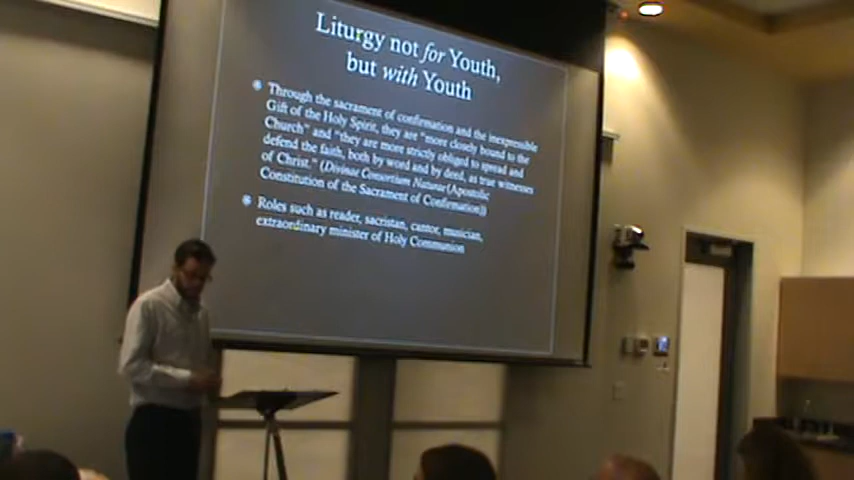 Liturgy not for Youth,
but with Youth
Through the sacrament of confirmation and the inexpressible
Gift of the Holy Spirit, they are "more closely bound to the
Church" and "they are more strictly obliged to spread and
defend the faith, both by word and by deed, as true witnesses
of Christ." (Divinae Consortium Naturae (Apostolic
Constitution of the Sacrament of Confirmation))
Roles such as reader, sacristan, cantor, musician,
extraordinary minister of Holy Communion